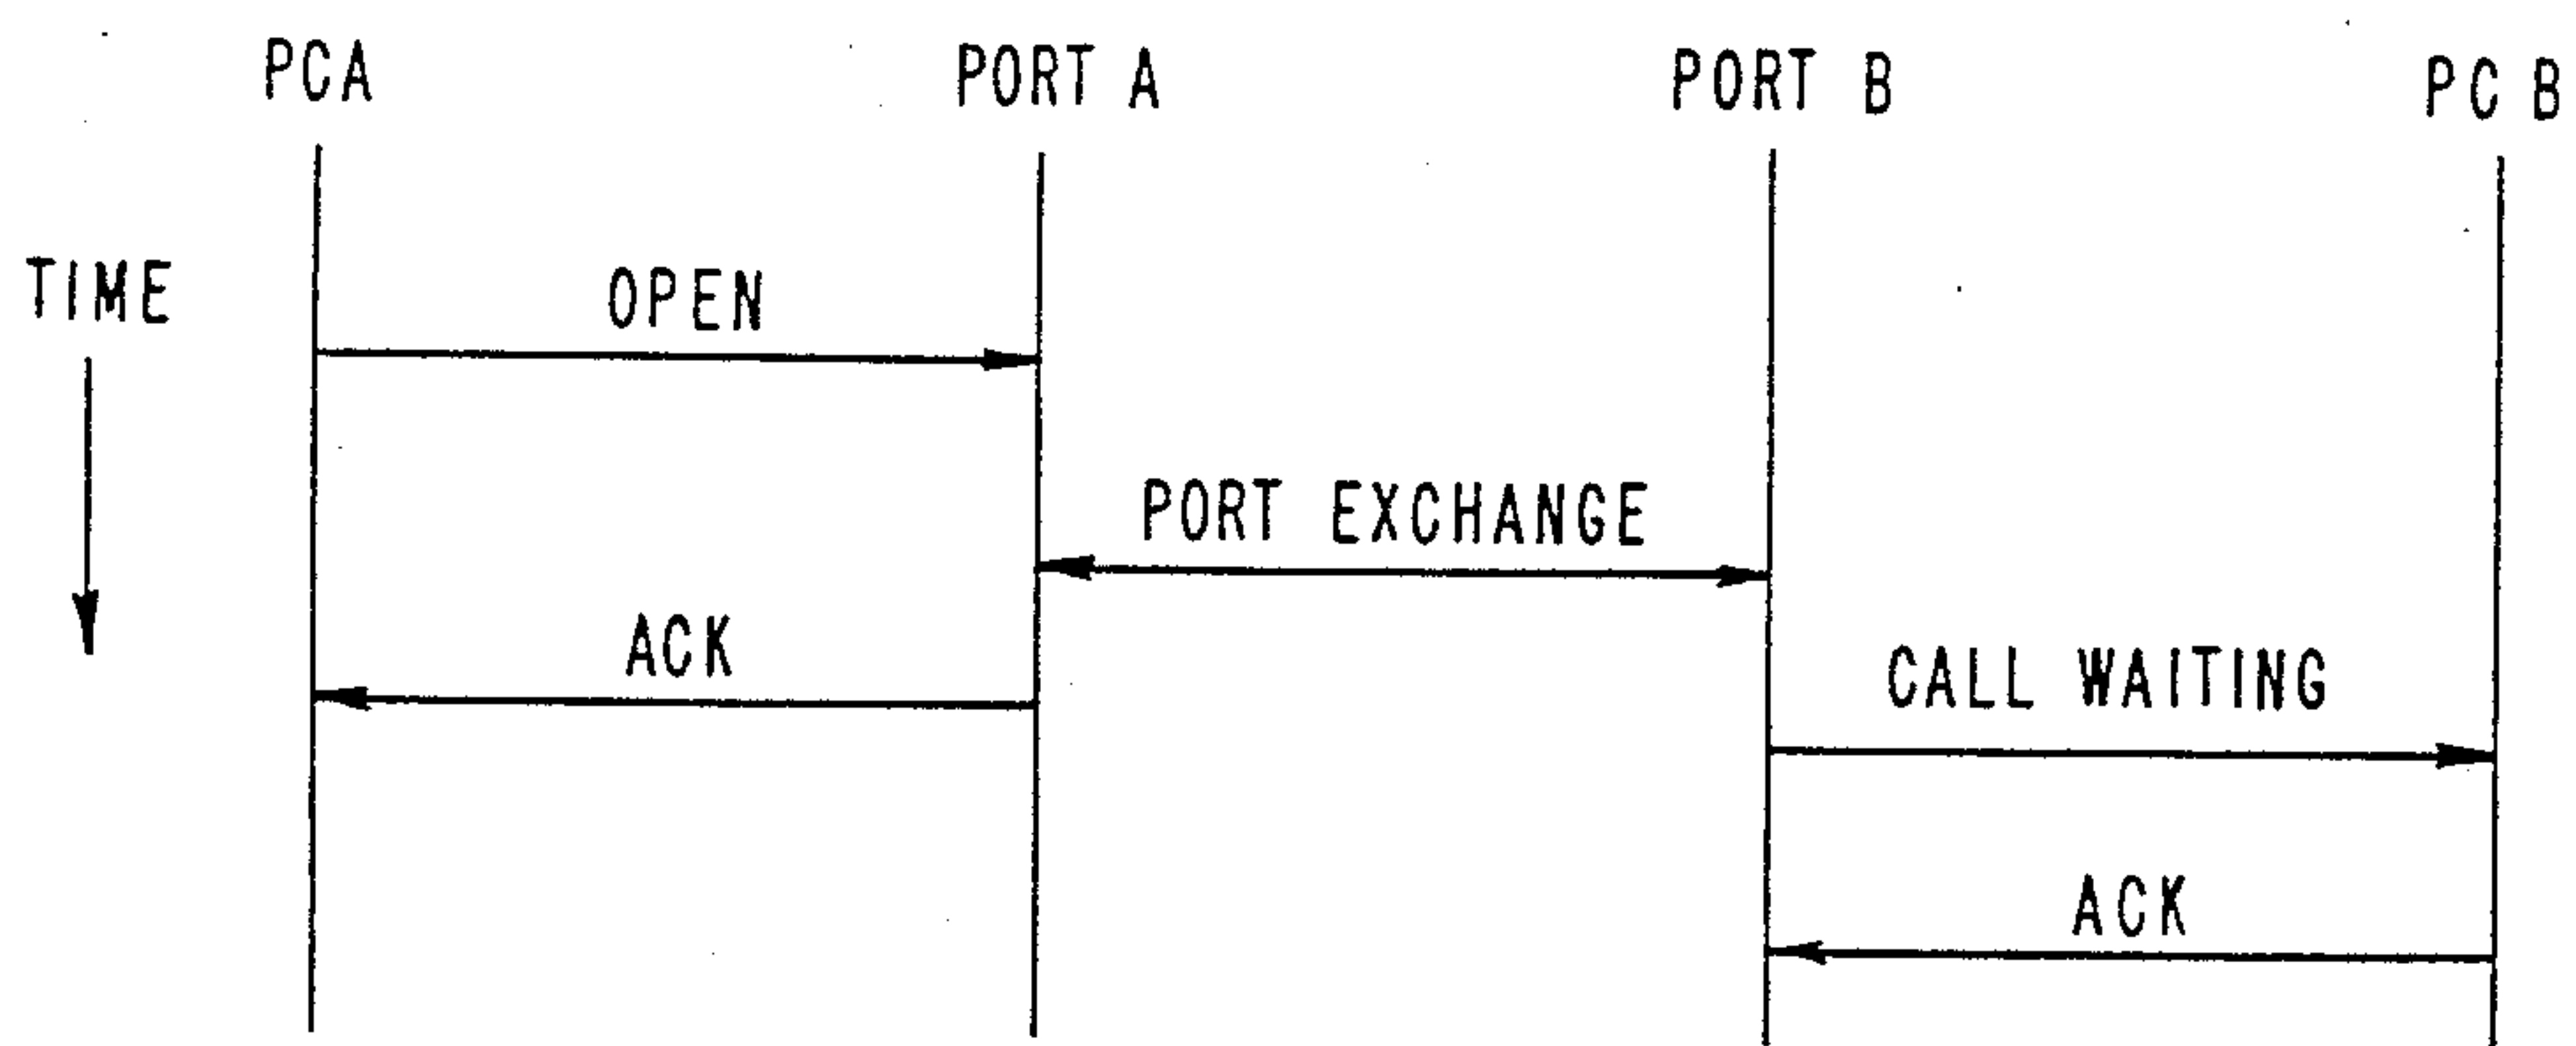 PCA
PORT A
PORT B
PC B
TIME
OPEN
PORT EXCHANGE
ACK
CALL WAITING
ACK